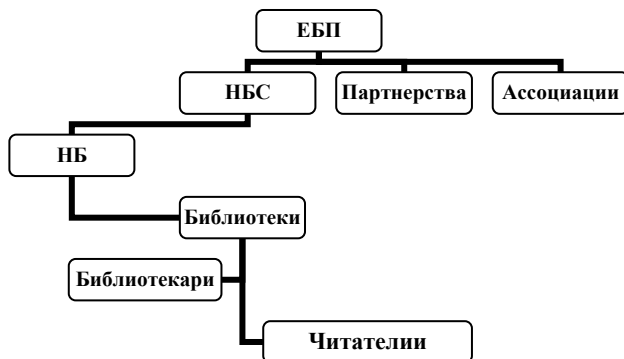 ЕБП
НБС
Партнерства
Ассоциации
НБ
Библиотеки
Библиотекари
Читателии